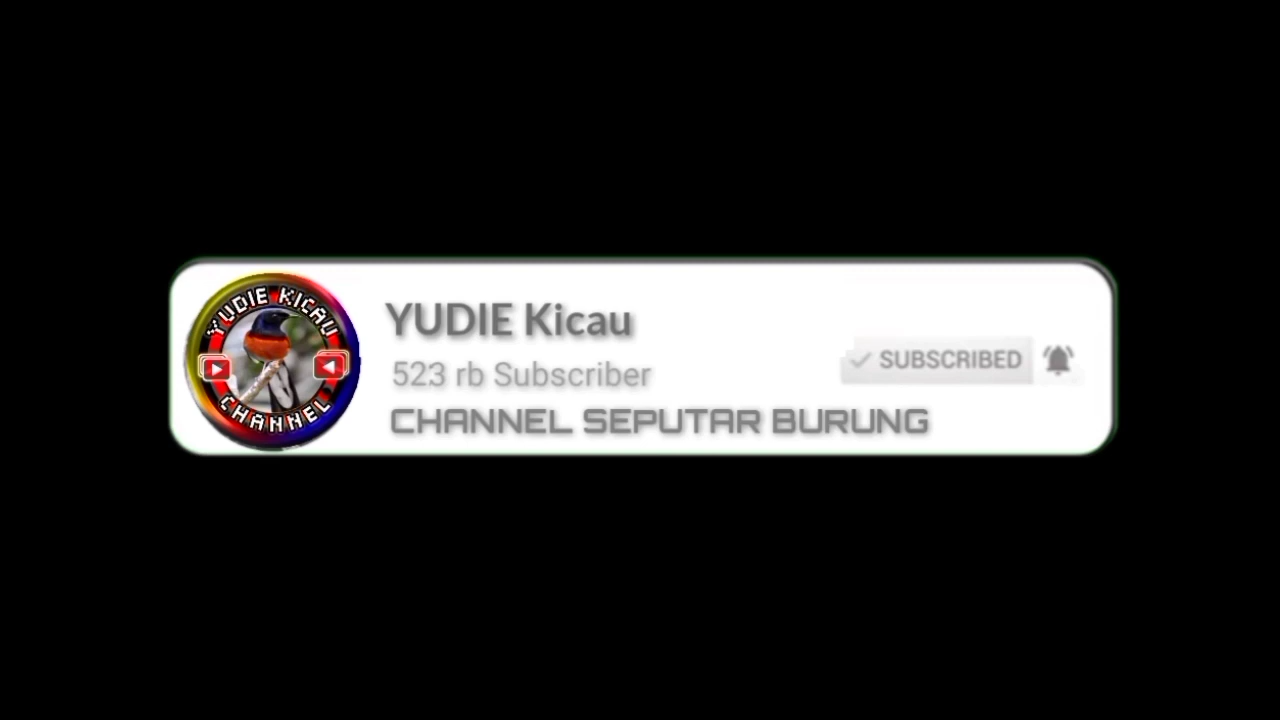 YUDIE KICAU
CHANNEL
YUDIE Kicau
523 rb Subscriber
CHANNEL SEPUTAR BURUNG
SUBSCRIBED